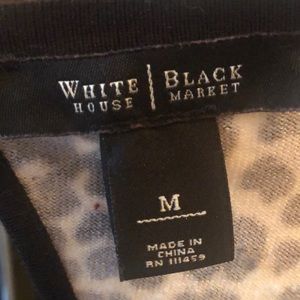 WHITE | BLACK
HOUSE | MARKET
M
MADE IN
CHINA
RN 111459